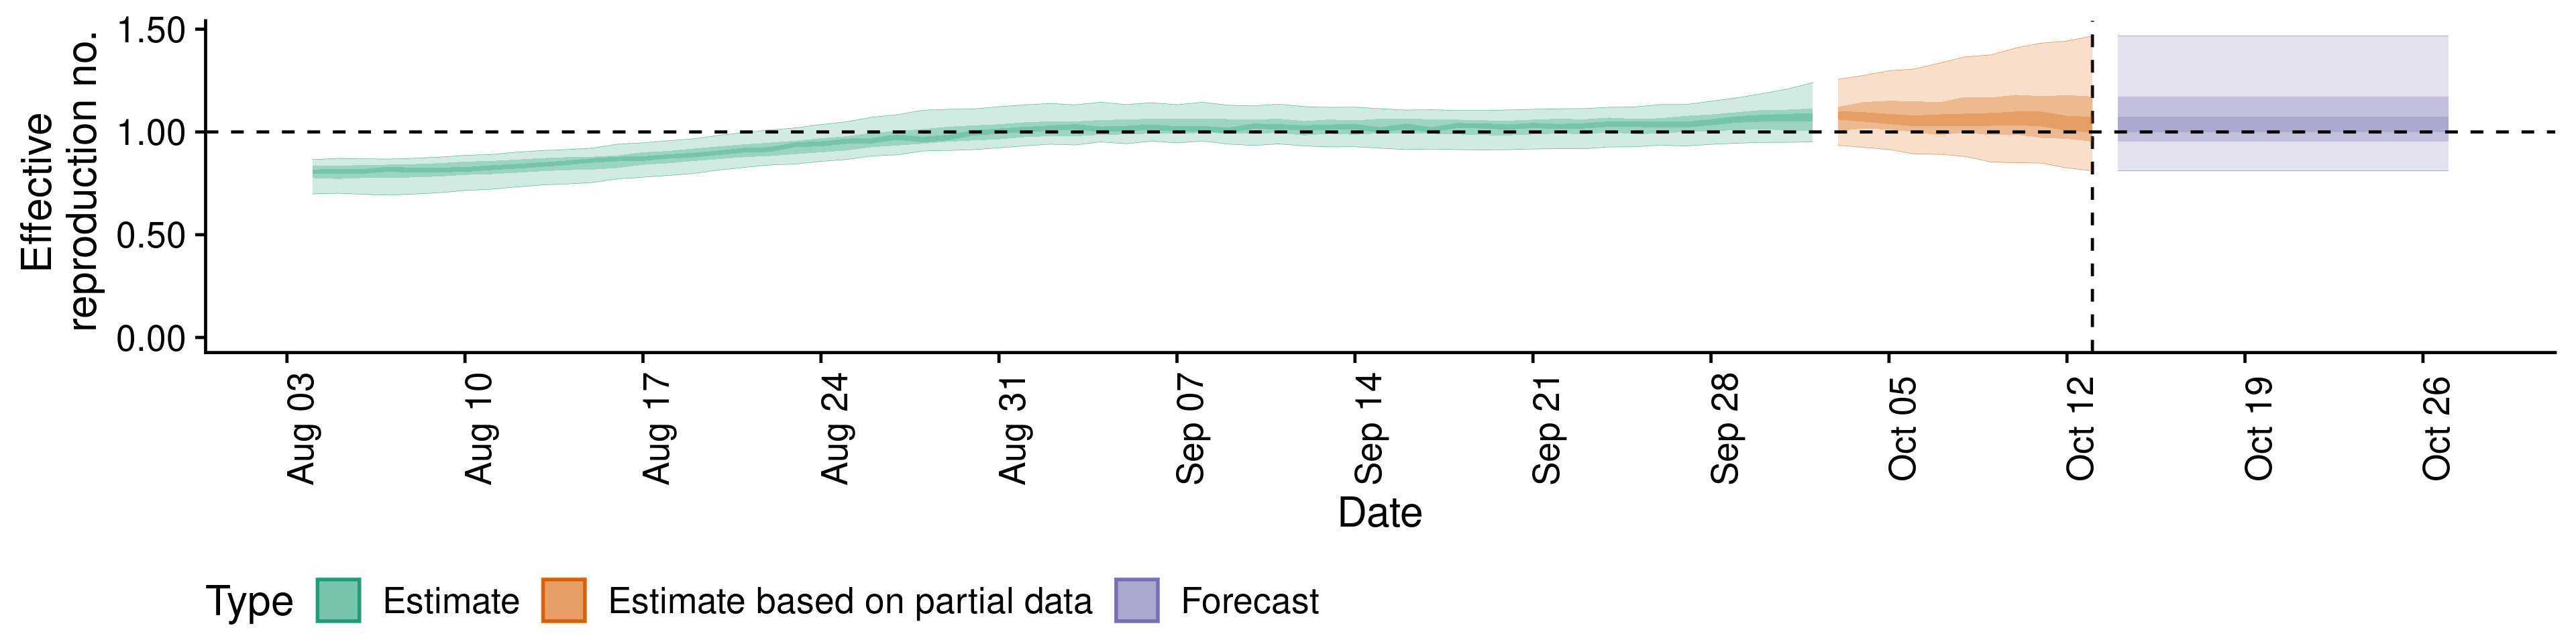 Effective
reproduction no.
1.50
1.00
0.50
0.00
Aug 03
Aug 10
Aug 17
Aug 24
Aug 31
Sep 07
Sep 14
Sep 21
Sep 28
Oct 05
Oct 12
Oct 19
Oct 26
Date
Type Estimate Estimate based on partial data Forecast